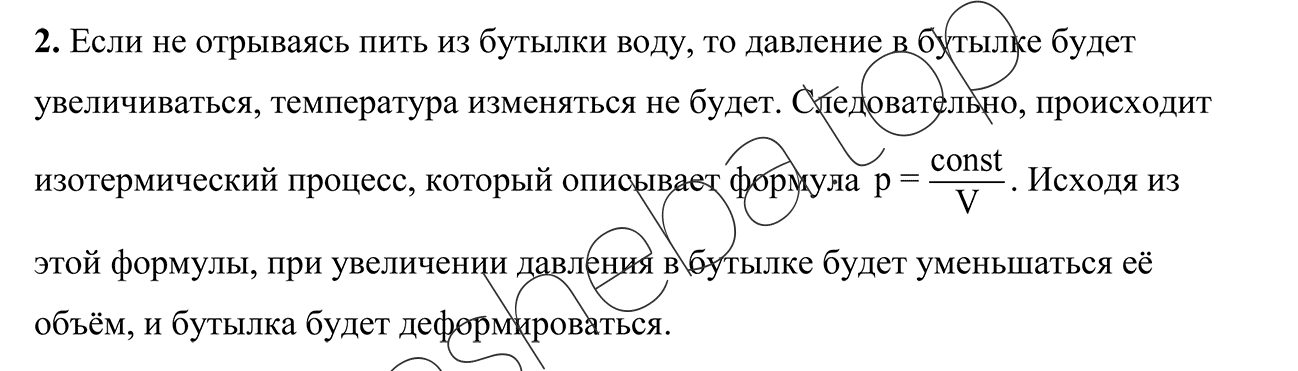 2. Если не отрываясь пить из бутылки воду, то давление в бутылке будет
увеличиваться, температура изменяться не будет. Следовательно, происходит
изотермический процесс, который описывает формула p = const/V. Исходя из
этой формулы, при увеличении давления в бутылке будет уменьшаться её
объём, и бутылка будет деформироваться.